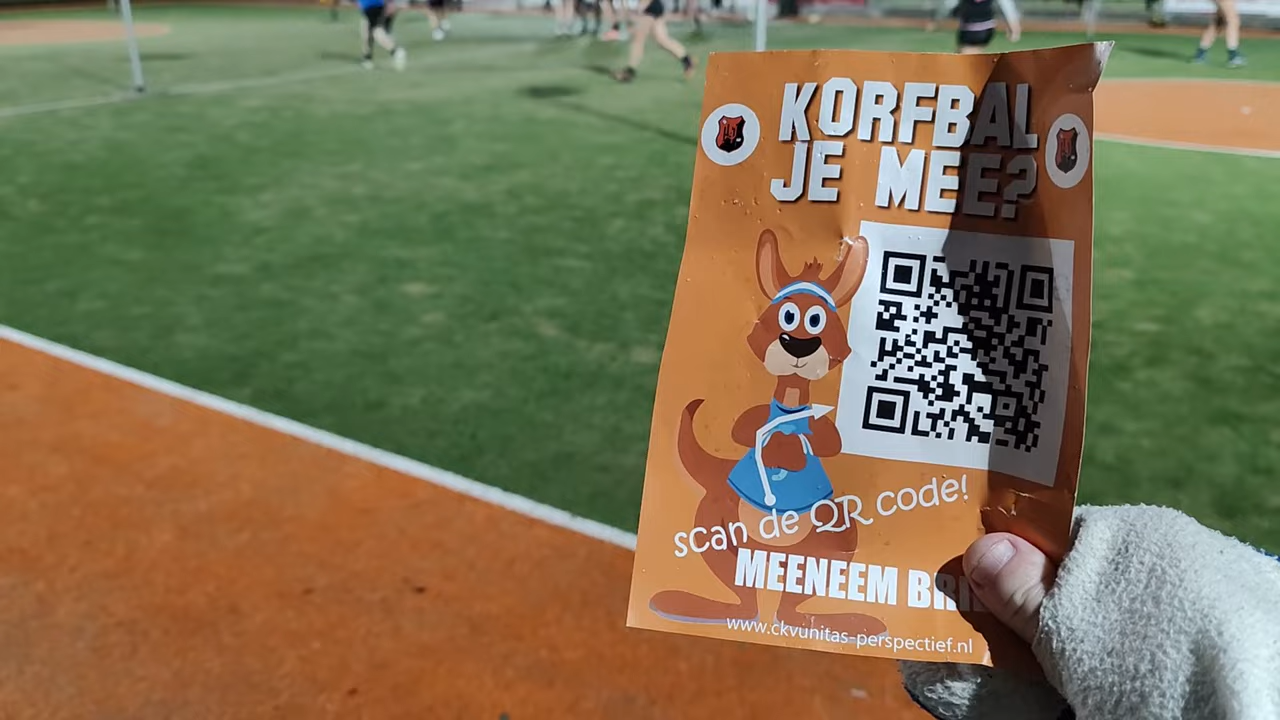 KORFBAL
JE MEE?
scan de QR code!
MEENEEM
www.ckvunitas-perspectief.nl